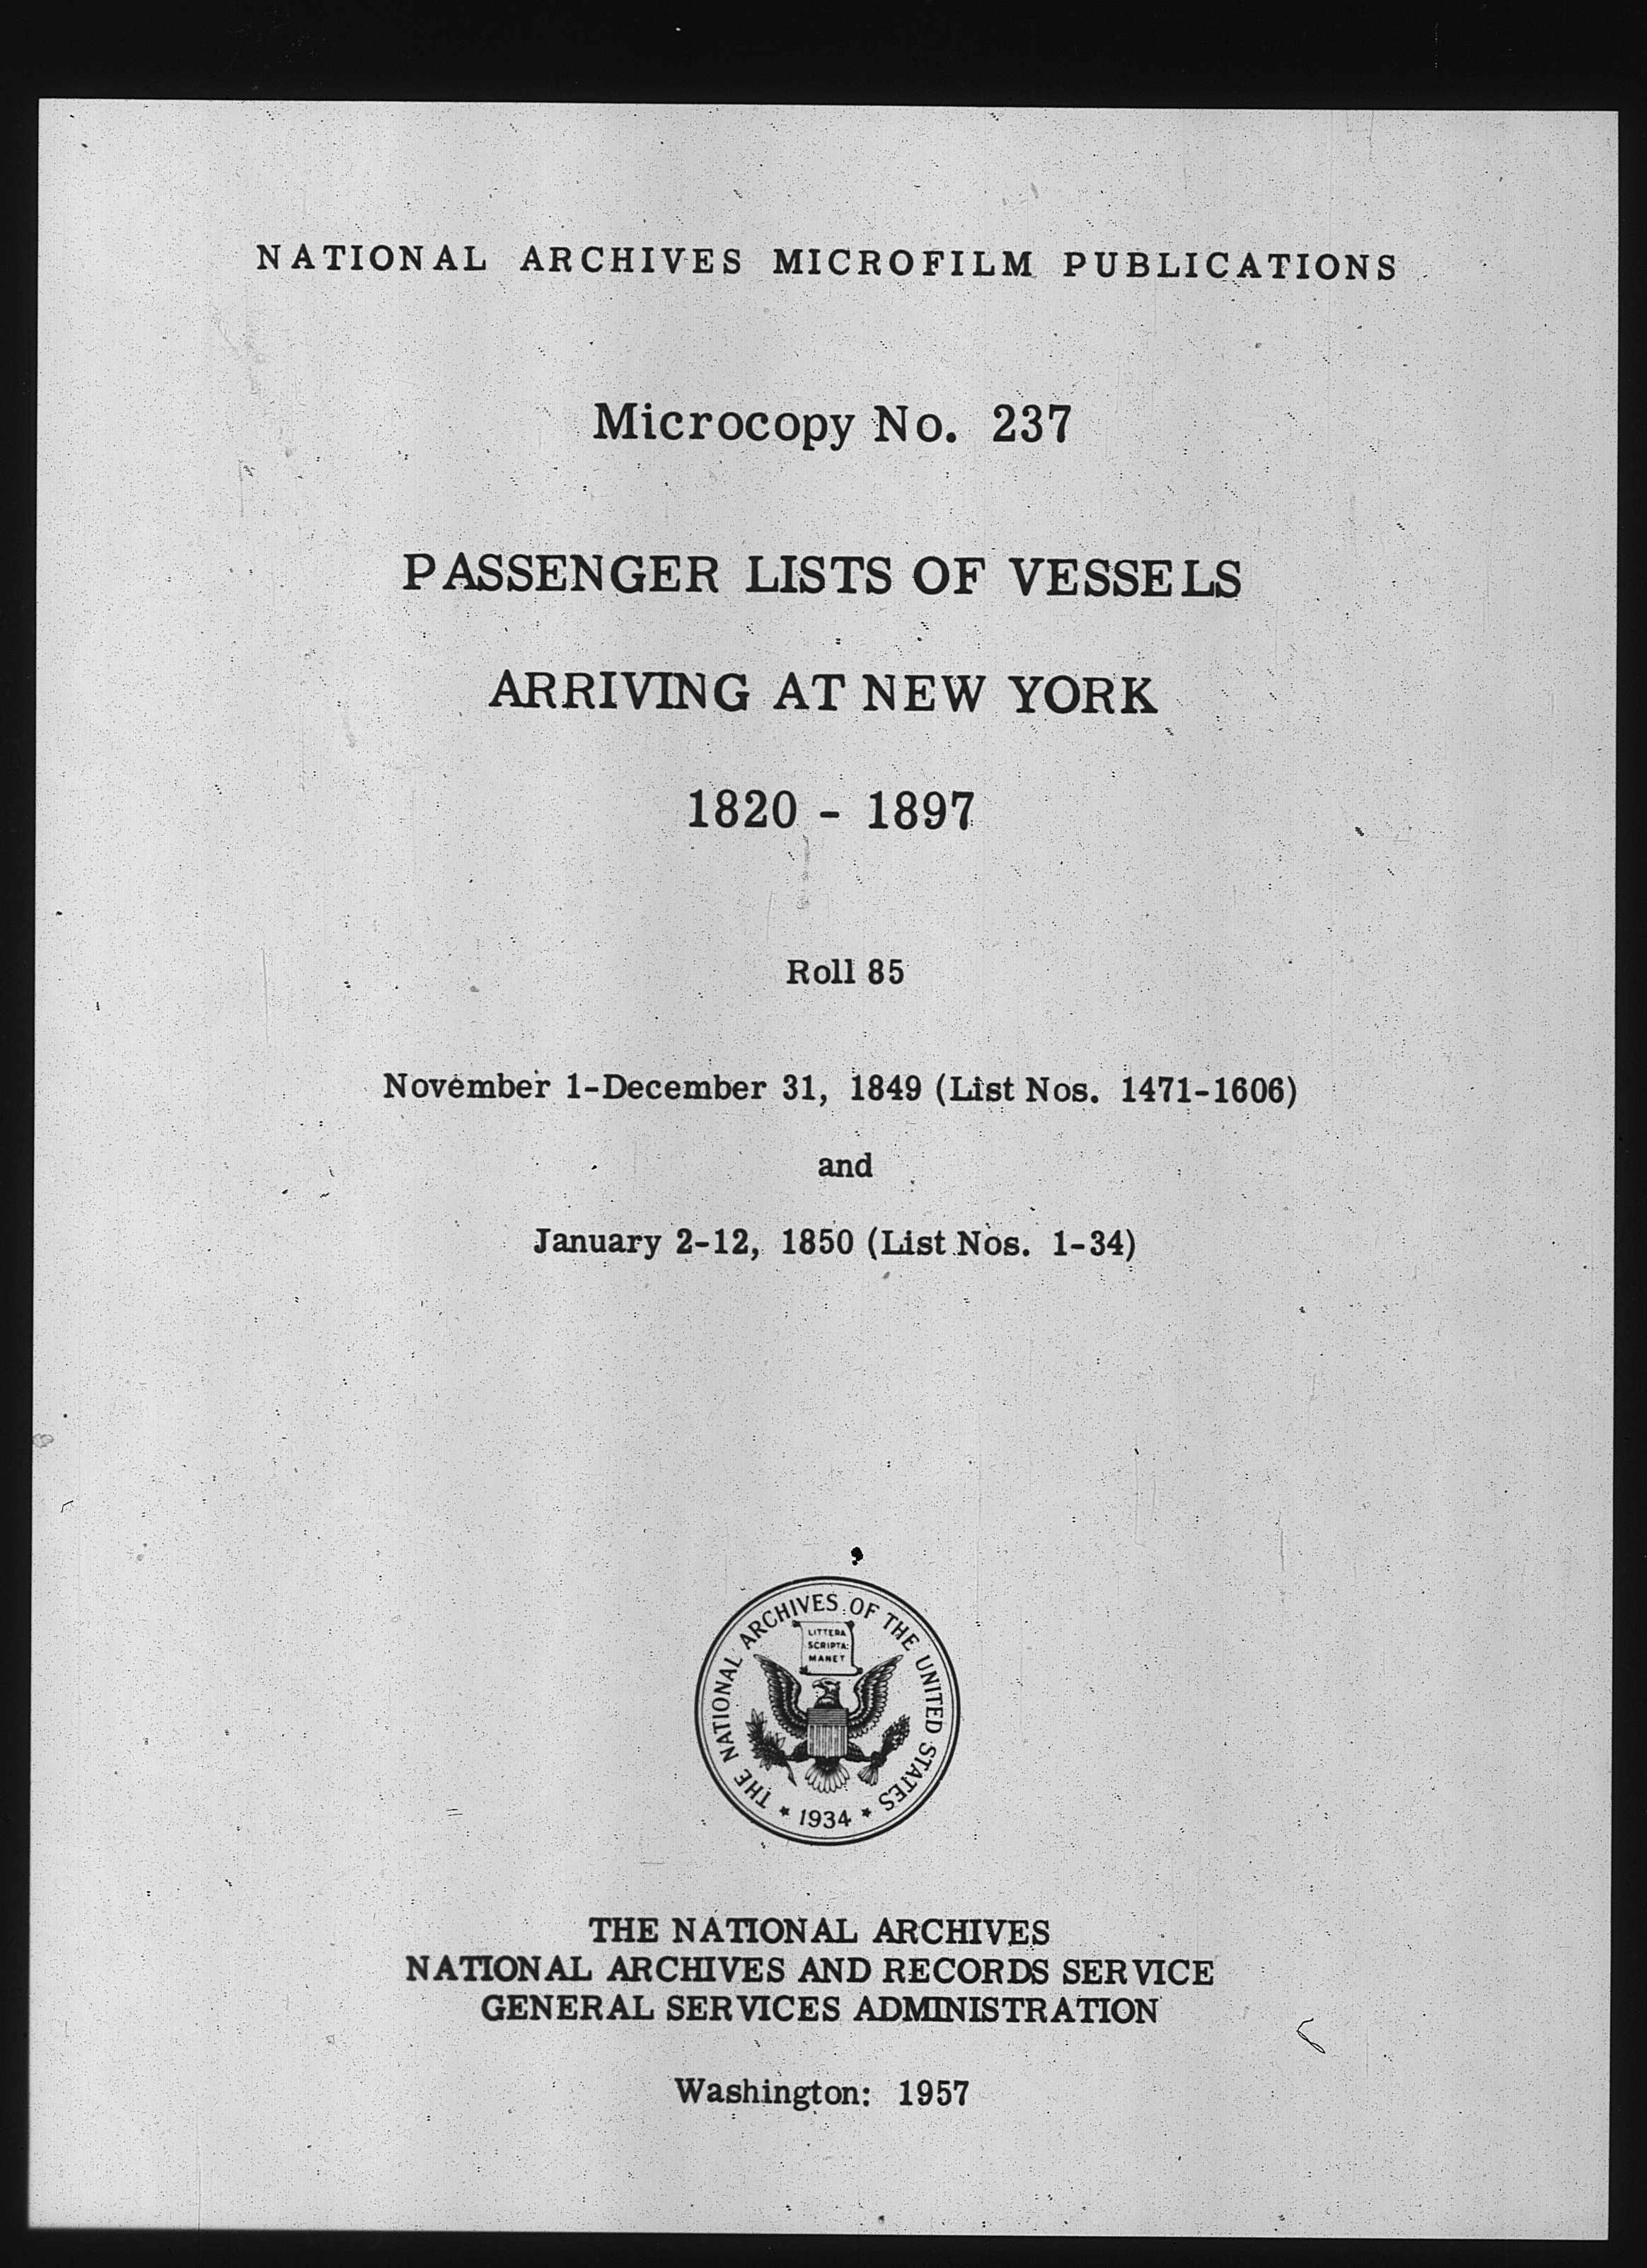 NATIONAL ARCHIVES MICROFILM PUBLICATIONS
Microcopy No. 237
PASSENGER LISTS OF VESSELS
ARRIVING AT NEW YORK
1820 - 1897
Roll 85
November 1-December 31, 1849 (List Nos. 1471-1606)
and
January 2-12, 1850 (List Nos. 1-34)
THE NATIONAL ARCHIVES OF THE UNITED STATES
LITTERA
SCRIPTA
MANET
* 1934 *
THE NATIONAL ARCHIVES
NATIONAL ARCHIVES AND RECORDS SERVICE
GENERAL SERVICES ADMINISTRATION
Washington: 1957